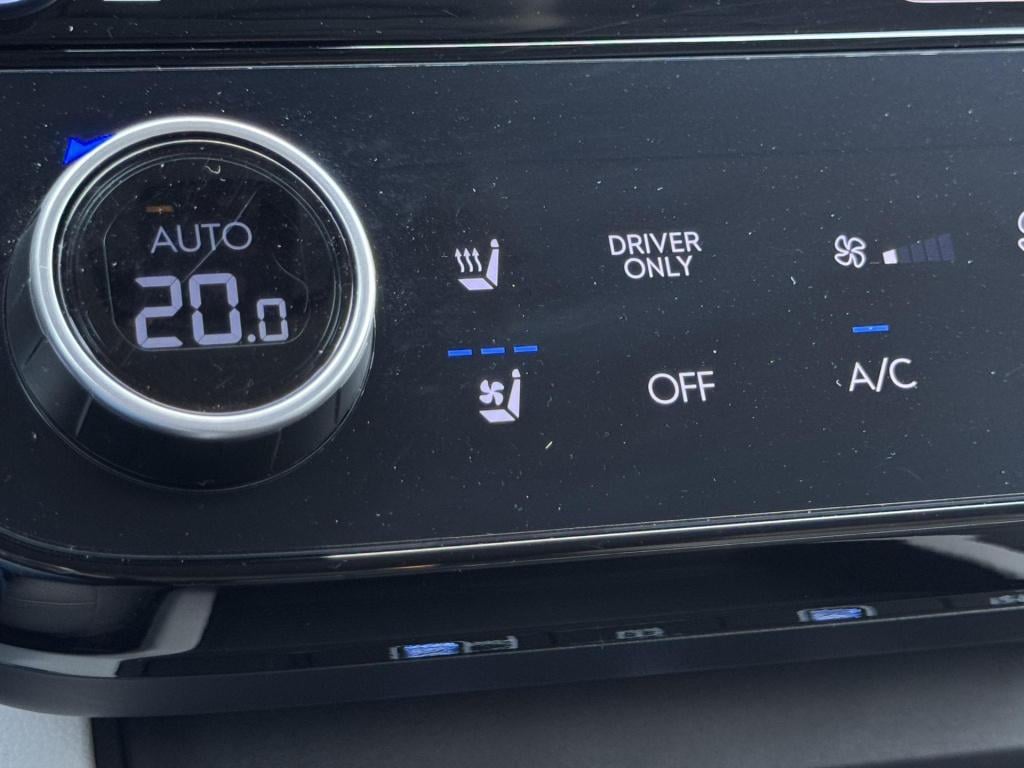 AUTO
20.0
DRIVER
ONLY
OFF
A/C